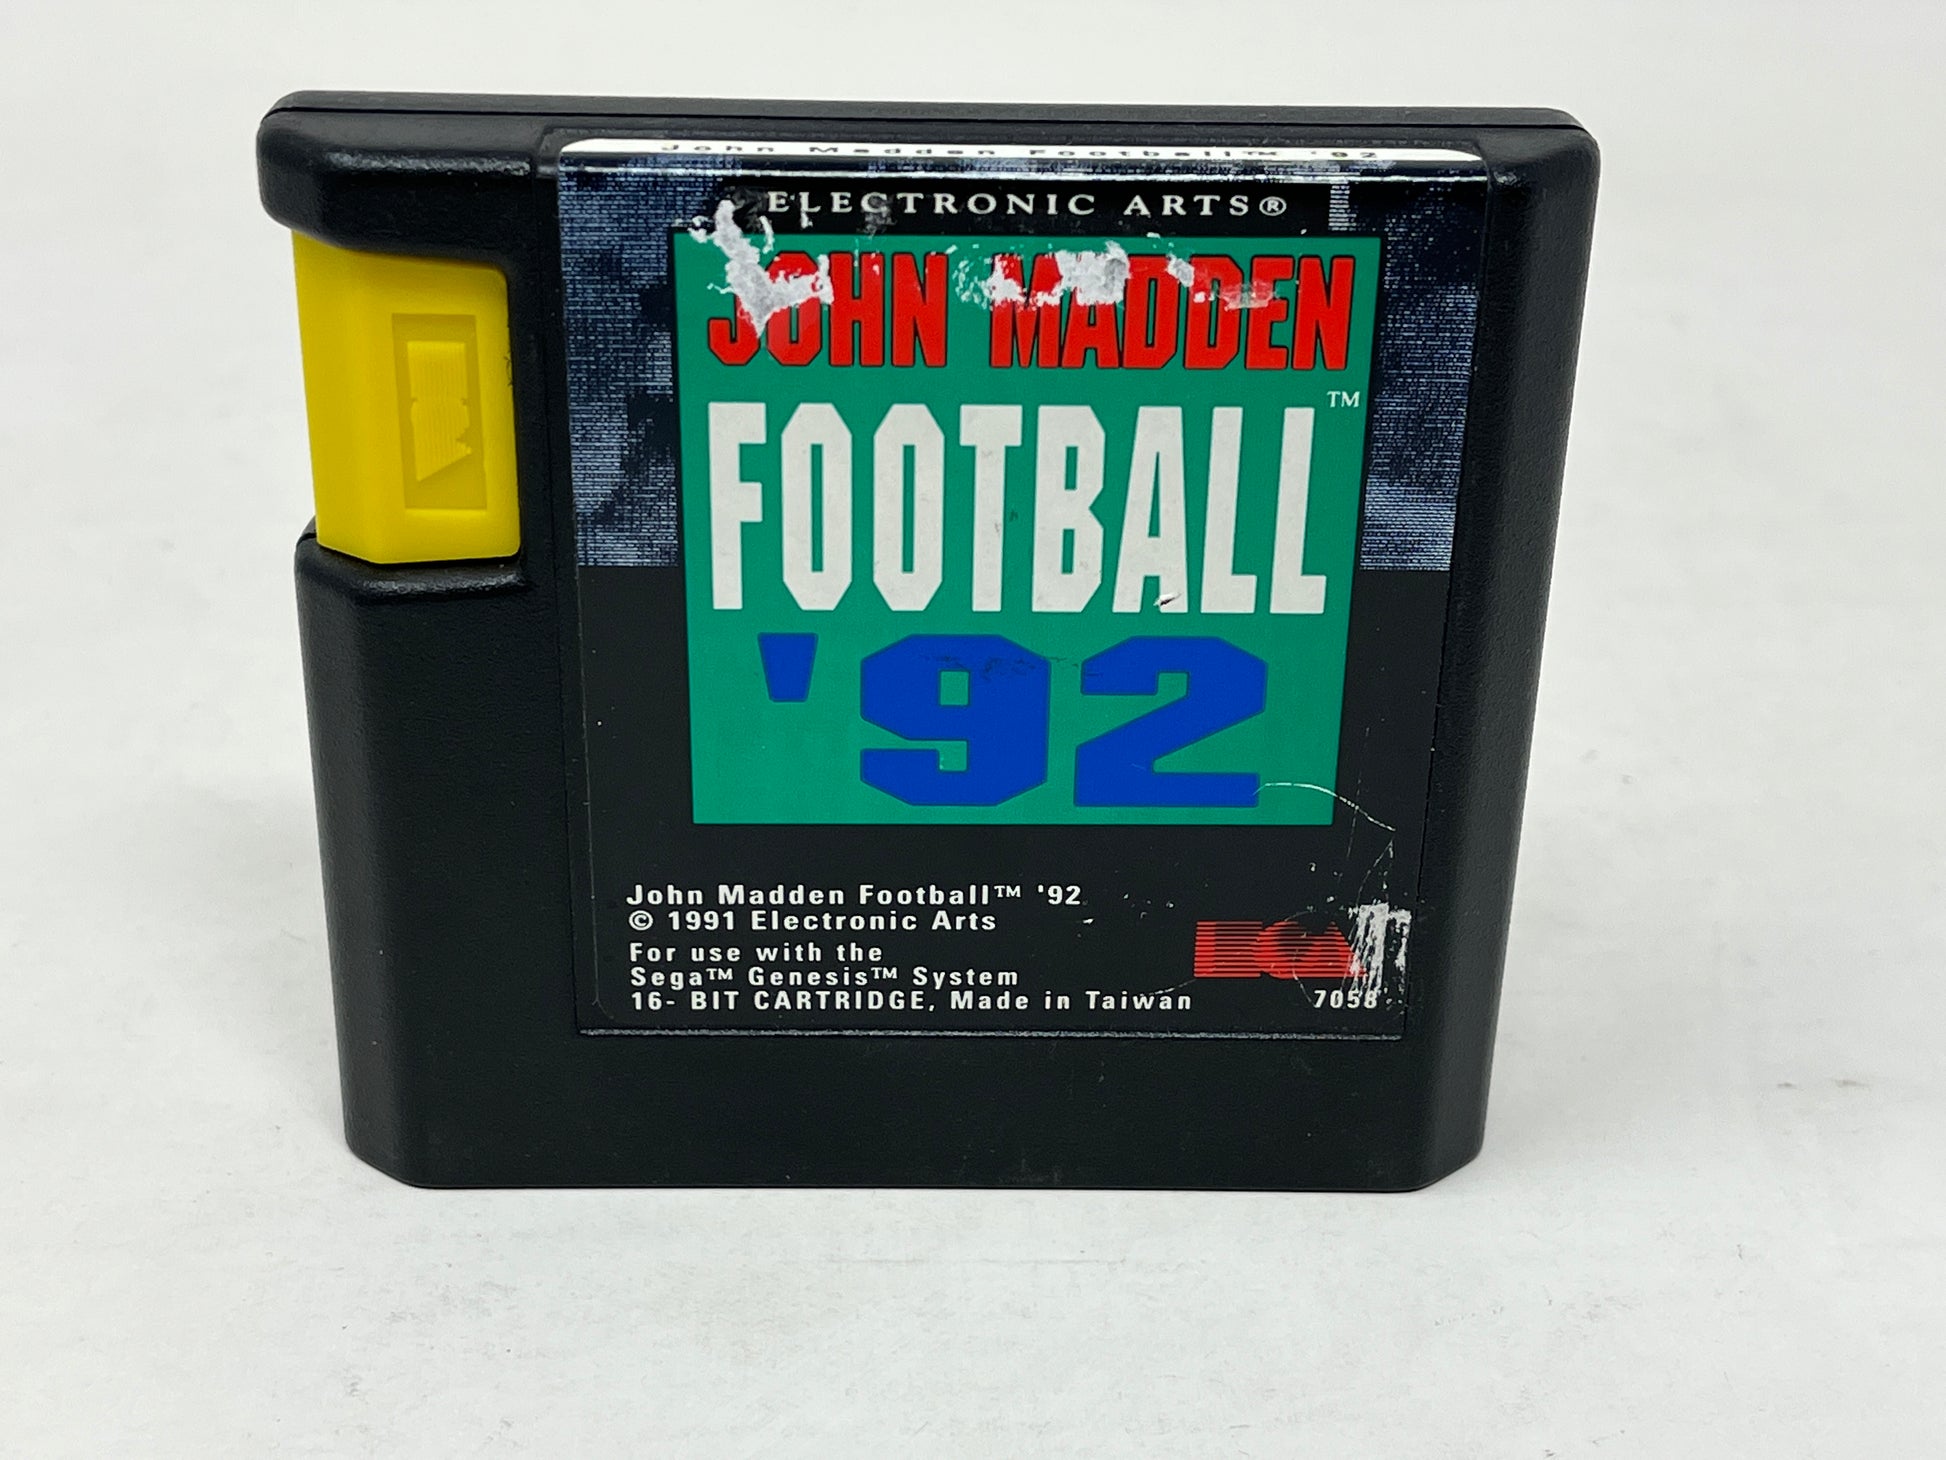 John Madden Football™ '92
ELECTRONIC ARTS®
JOHN MADDEN
FOOTBALL™
'92
John Madden Football™ '92
© 1991 Electronic Arts
For use with the
Sega™ Genesis™ System
16- BIT CARTRIDGE, Made in Taiwan
EA
7058